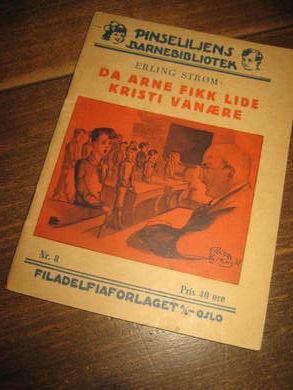 PINSELILJENS
BARNEBIBLIOTEK
ERLING STRØM
DA ARNE FIKK LIDE
KRISTI VANÆRE
Nr. 8
Pris 40 øre
FILADELFIAFORLAGET A/S - OSLO